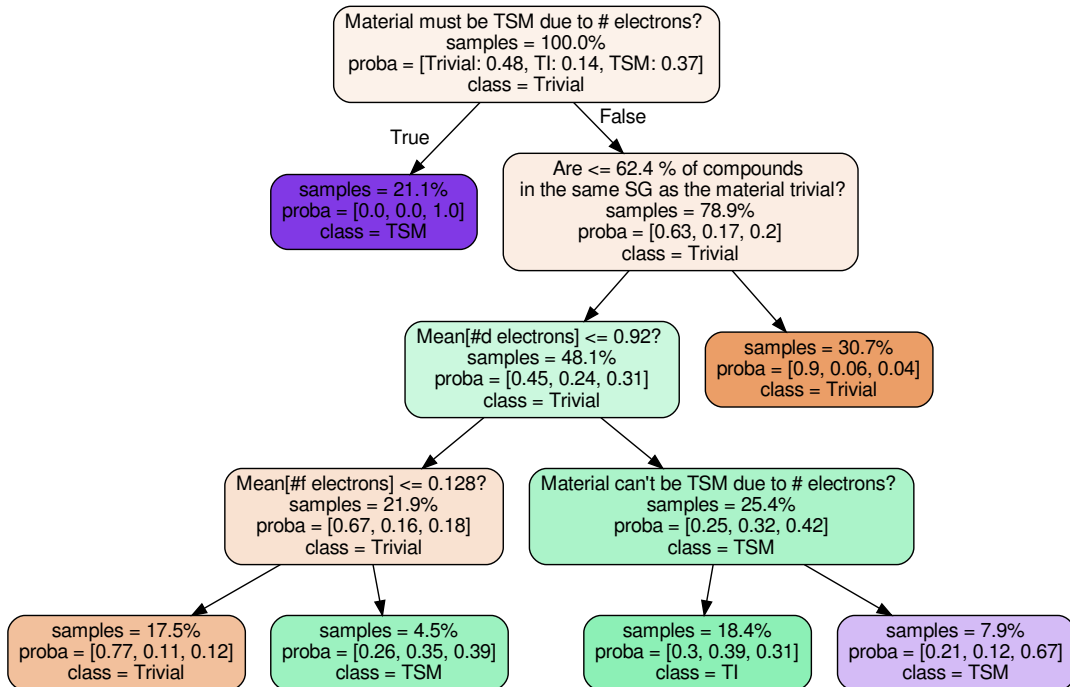 Material must be TSM due to # electrons?
samples = 100.0%
proba = [Trivial: 0.48, TI: 0.14, TSM: 0.37]
class = Trivial
True
False
samples = 21.1%
proba = [0.0, 0.0, 1.0]
class = TSM
Are <= 62.4 % of compounds
in the same SG as the material trivial?
samples = 78.9%
proba = [0.63, 0.17, 0.2]
class = Trivial
Mean[#d electrons] <= 0.92?
samples = 48.1%
proba = [0.45, 0.24, 0.31]
class = Trivial
samples = 30.7%
proba = [0.9, 0.06, 0.04]
class = Trivial
Mean[#f electrons] <= 0.128?
samples = 21.9%
proba = [0.67, 0.16, 0.18]
class = Trivial
Material can't be TSM due to # electrons?
samples = 25.4%
proba = [0.25, 0.32, 0.42]
class = TSM
samples = 17.5%
proba = [0.77, 0.11, 0.12]
class = Trivial
samples = 4.5%
proba = [0.26, 0.35, 0.39]
class = TSM
samples = 18.4%
proba = [0.3, 0.39, 0.31]
class = TI
samples = 7.9%
proba = [0.21, 0.12, 0.67]
class = TSM